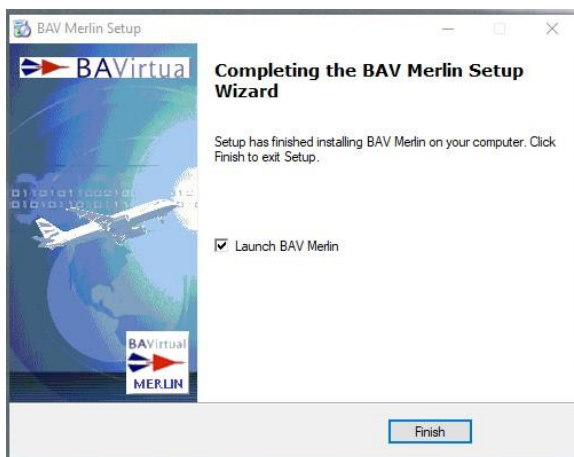 BAV Merlin Setup
BAVirtual
Completing the BAV Merlin Setup
Wizard
Setup has finished installing BAV Merlin on your computer. Click
Finish to exit Setup.
Launch BAV Merlin
BAVirtual
MERLIN
Finish